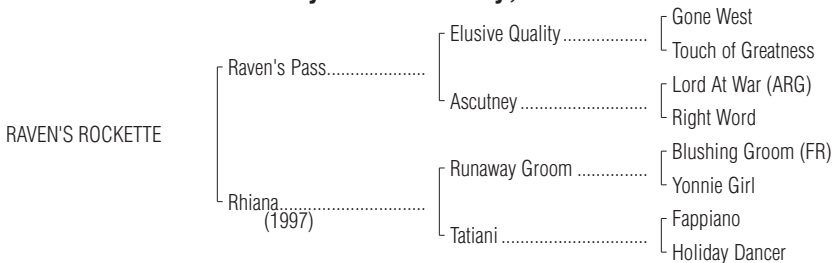 Gone West
Elusive Quality
Touch of Greatness
Raven's Pass
Lord At War (ARG)
Ascutney
Right Word
RAVEN'S ROCKETTE
Blushing Groom (FR)
Runaway Groom
Yonnie Girl
Rhiana
(1997)
Fappiano
Tatiani
Holiday Dancer